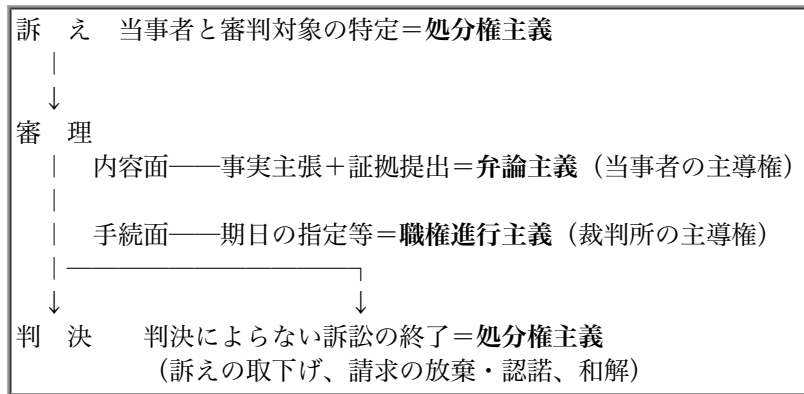 訴　え　当事者と審判対象の特定＝処分権主義
｜
↓
審　理
｜　内容面――事実主張＋証拠提出＝弁論主義（当事者の主導権）
｜
｜　手続面――期日の指定等＝職権進行主義（裁判所の主導権）
｜―――――――――――┐
↓　　　　　　　　　　　↓
判　決　　判決によらない訴訟の終了＝処分権主義
（訴えの取下げ、請求の放棄・認諾、和解）